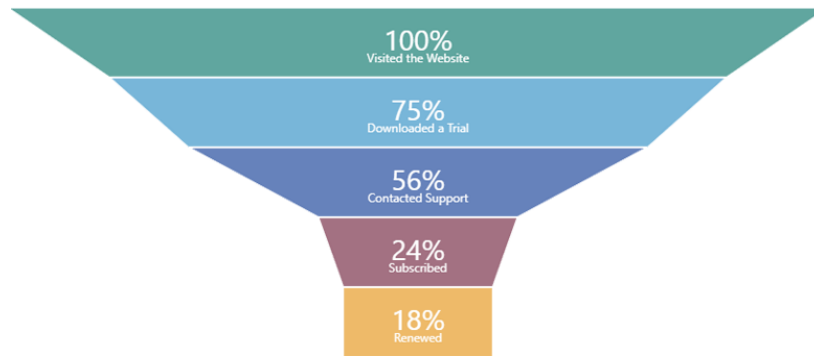 100%
Visited the Website
75%
Downloaded a Trial
56%
Contacted Support
24%
Subscribed
18%
Renewed